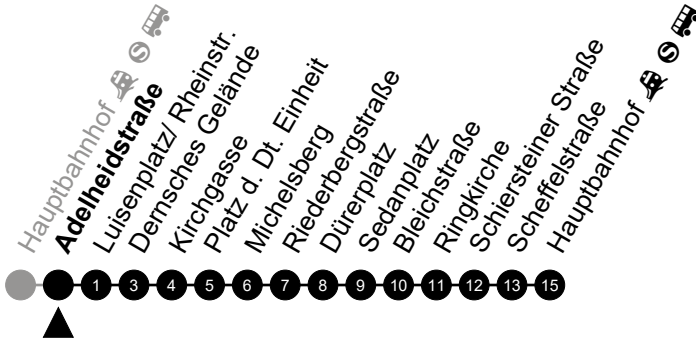 Hauptbahnhof S
Adelheidstraße
Luisenplatz/ Rheinstr.
Dernsches Gelände
Kirchgasse
Platz d. Dt. Einheit
Michelsberg
Riederbergstraße
Dürerplatz
Sedanplatz
Bleichstraße
Ringkirche
Schiersteiner Straße
Scheffelstraße
Hauptbahnhof S
1 3 4 5 6 7 8 9 10 11 12 13 15